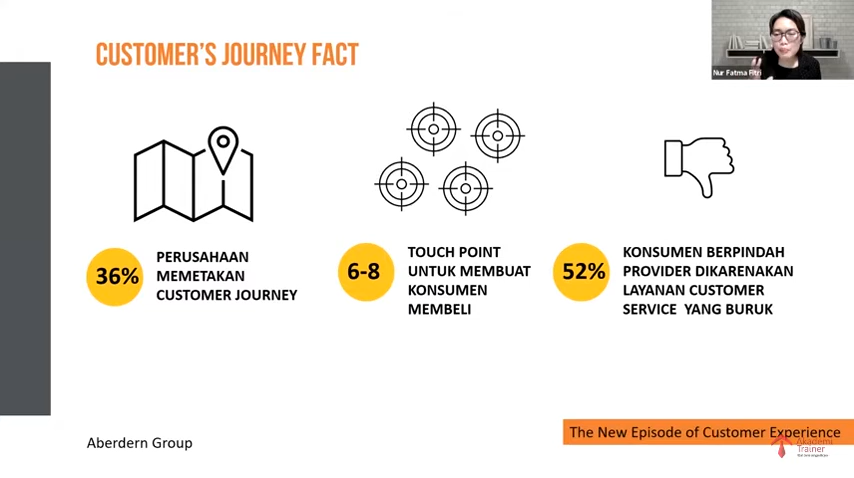 CUSTOMER'S JOURNEY FACT
Nur Fatma Fitri
36%
PERUSAHAAN
MEMETAKAN
CUSTOMER JOURNEY
6-8
TOUCH POINT
UNTUK MEMBUAT
KONSUMEN
MEMBELI
52%
KONSUMEN BERPINDAH
PROVIDER DIKARENAKAN
LAYANAN CUSTOMER
SERVICE YANG BURUK
Aberdern Group
The New Episode of Customer Experience
Akademi
Trainer